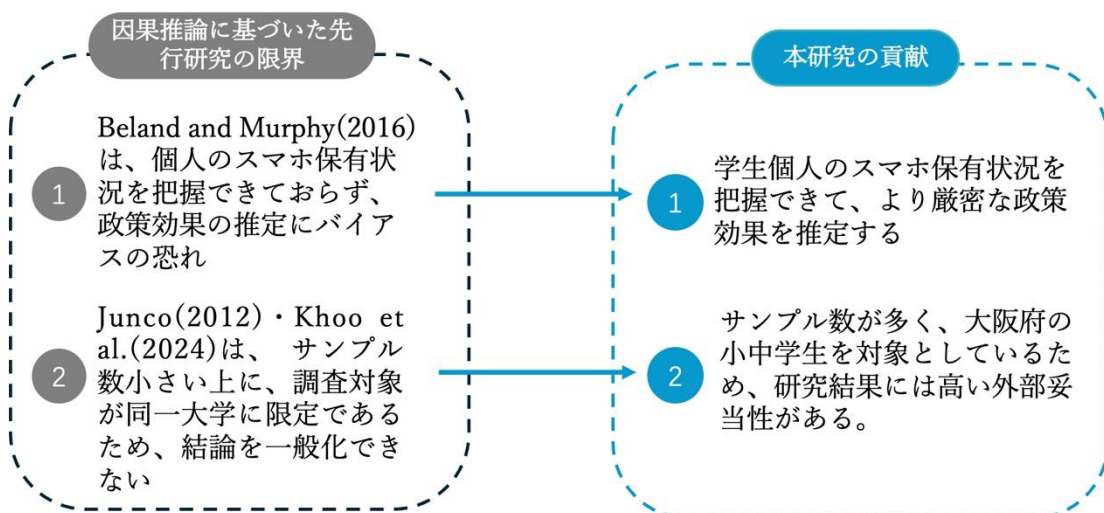 因果推論に基づいた先
行研究の限界
1
Beland and Murphy(2016)
は、個人のスマホ保有状
況を把握できておらず、
政策効果の推定にバイア
スの恐れ
2
Junco(2012)・Khoo et
al.(2024)は、 サンプル
数小さい上に、調査対象
が同一大学に限定である
ため、結論を一般化でき
ない
本研究の貢献
1
学生個人のスマホ保有状況を
把握できて、より厳密な政策
効果を推定する
2
サンプル数が多く、大阪府の
小中学生を対象としているた
め、研究結果には高い外部妥
当性がある。